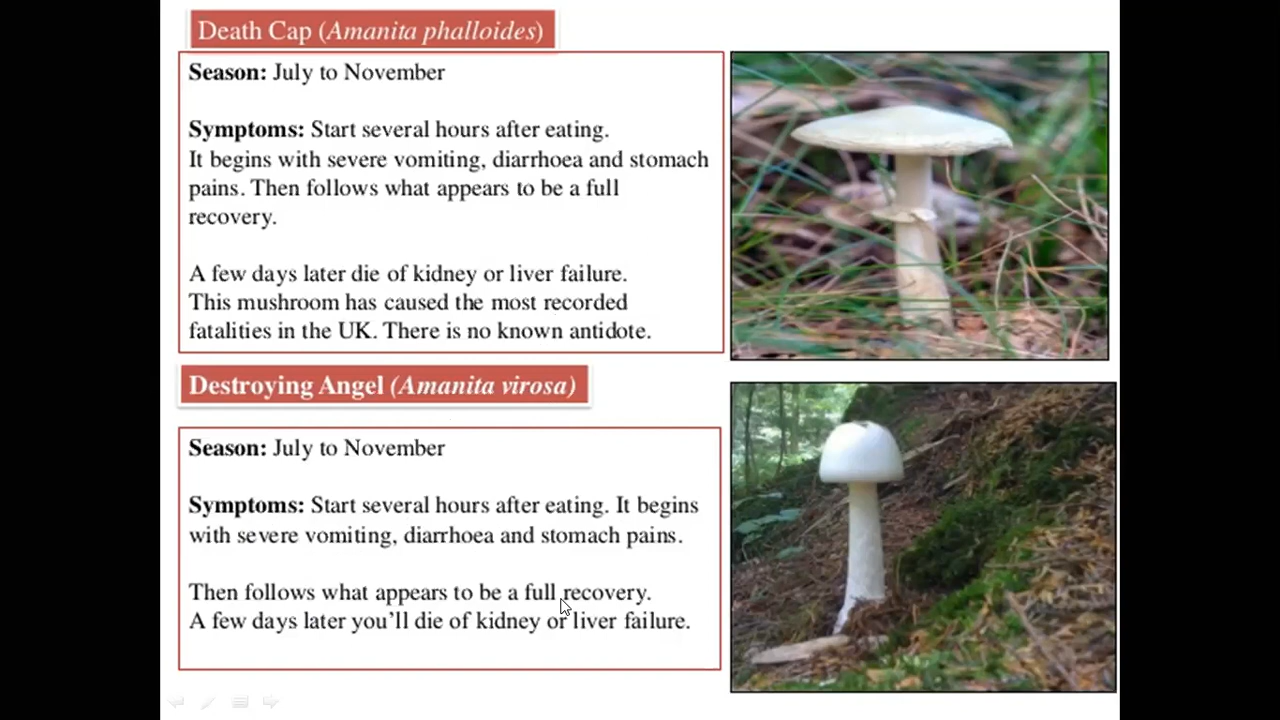 Death Cap (Amanita phalloides)
Season: July to November
Symptoms: Start several hours after eating.
It begins with severe vomiting, diarrhoea and stomach
pains. Then follows what appears to be a full
recovery.
A few days later die of kidney or liver failure.
This mushroom has caused the most recorded
fatalities in the UK. There is no known antidote.
Destroying Angel (Amanita virosa)
Season: July to November
Symptoms: Start several hours after eating. It begins
with severe vomiting, diarrhoea and stomach pains.
Then follows what appears to be a full recovery.
A few days later you’ll die of kidney or liver failure.